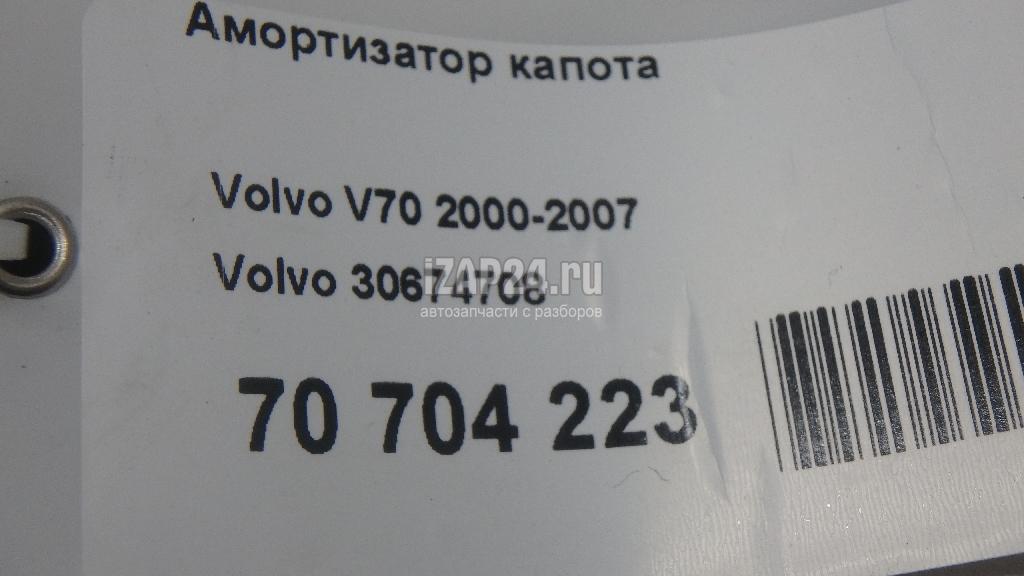 Амортизатор капота
Volvo V70 2000-2007
Volvo 30674708
iZAP24.ru
автозапчасти с разборов
70 704 223